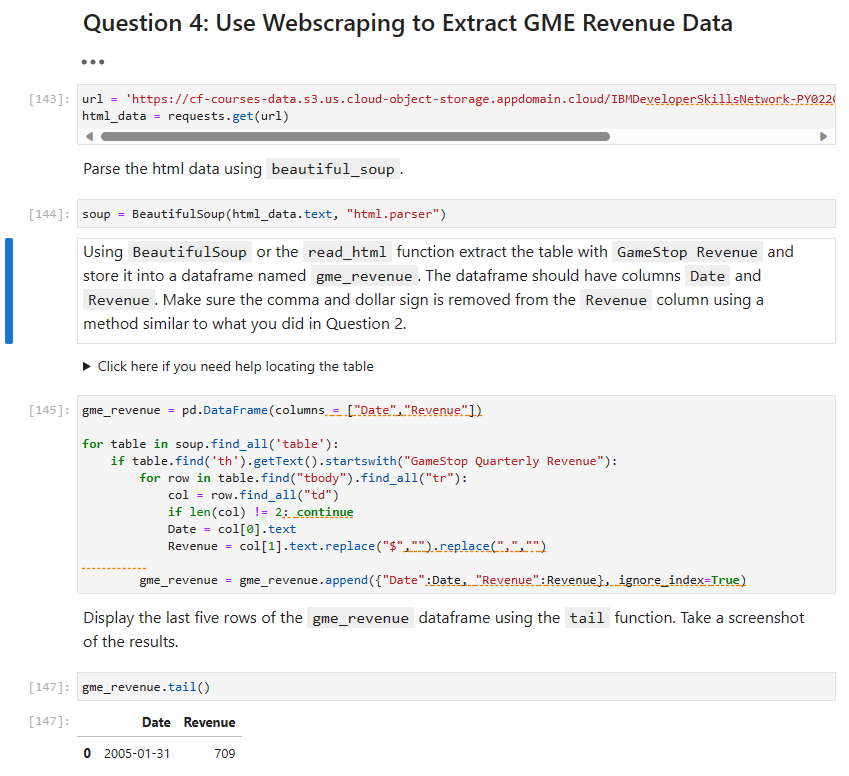 Question 4: Use Webscraping to Extract GME Revenue Data
•••
[143]: url = 'https://cf-courses-data.s3.us.cloud-object-storage.appdomain.cloud/IBMDeveloperSkillsNetwork-PY0220
html_data = requests.get(url)
Parse the html data using beautiful_soup.
[144]: soup = BeautifulSoup(html_data.text, "html.parser")
Using BeautifulSoup or the read_html function extract the table with GameStop Revenue and
store it into a dataframe named gme_revenue. The dataframe should have columns Date and
Revenue. Make sure the comma and dollar sign is removed from the Revenue column using a
method similar to what you did in Question 2.
Click here if you need help locating the table
[145]: gme_revenue = pd.DataFrame(columns = ["Date","Revenue"])
for table in soup.find_all('table'):
if table.find('th').getText().startswith("GameStop Quarterly Revenue"):
for row in table.find("tbody").find_all("tr"):
col = row.find_all("td")
if len(col) != 2: continue
Date = col[0].text
Revenue = col[1].text.replace("$","").replace(",","")
gme_revenue = gme_revenue.append({"Date":Date, "Revenue":Revenue}, ignore_index=True)
Display the last five rows of the gme_revenue dataframe using the tail function. Take a screenshot
of the results.
[147]: gme_revenue.tail()
[147]: Date Revenue
0 2005-01-31 709